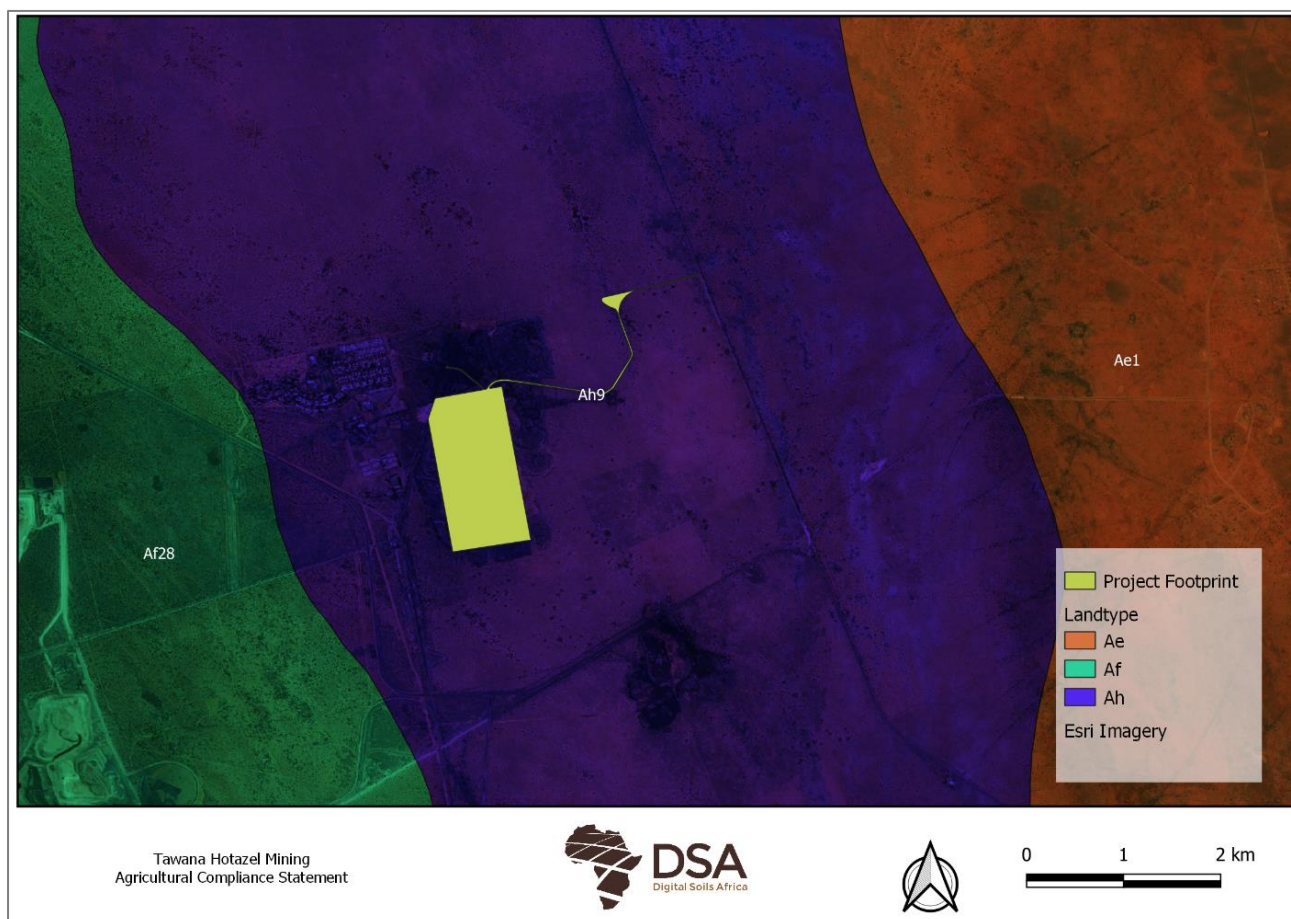 Ae1
Ah9
Af28
Project Footprint
Landtype
Ae
Af
Ah
Esri Imagery
Tawana Hotazel Mining
Agricultural Compliance Statement
DSA
Digital Soils Africa
0 1 2 km